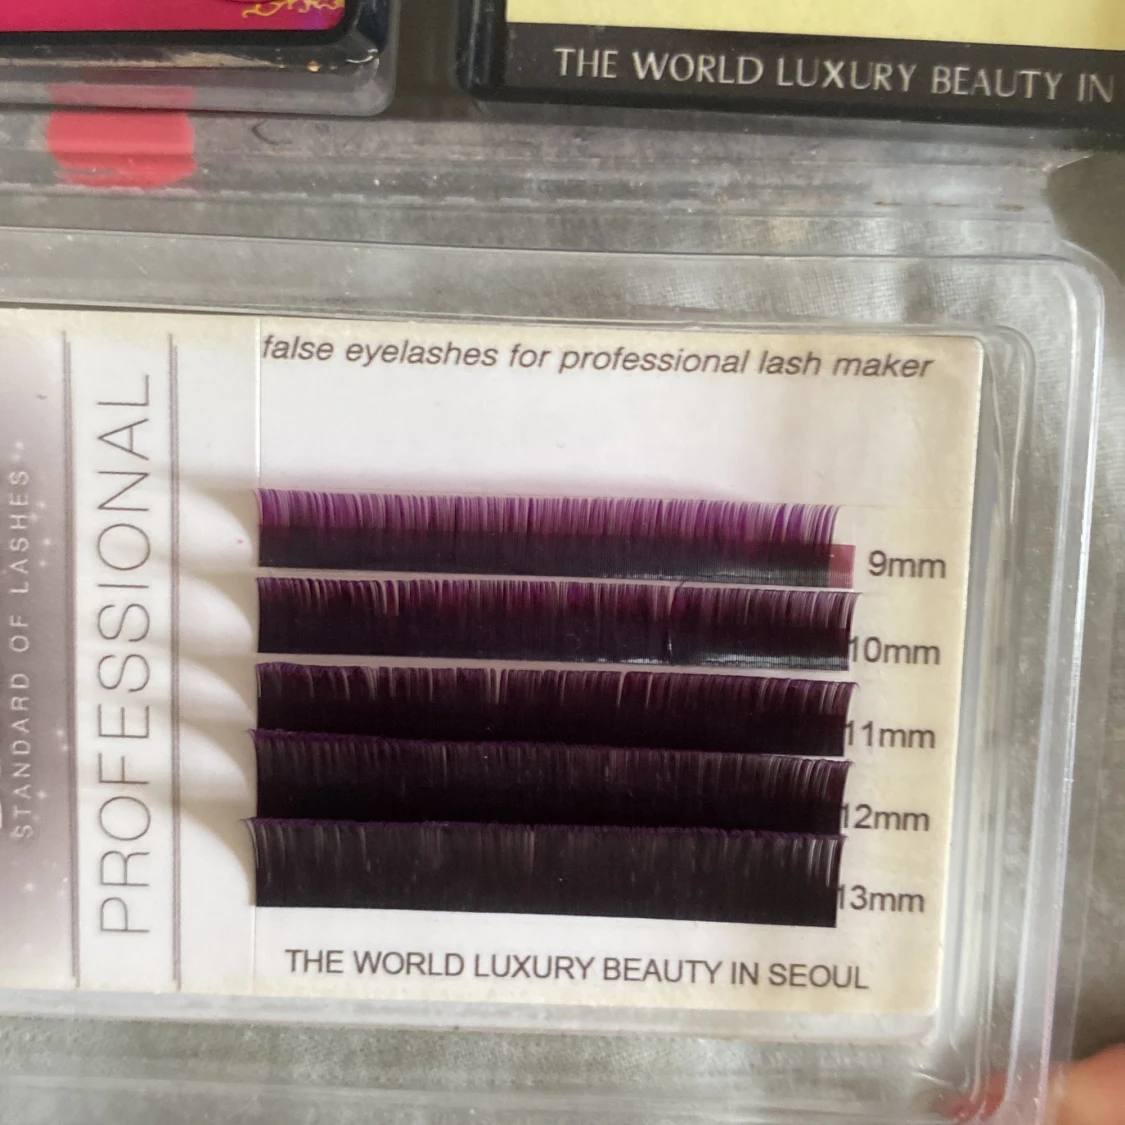 THE WORLD LUXURY BEAUTY IN
false eyelashes for professional lash maker
STANDARD OF LASHES
PROFESSIONAL
9mm
10mm
11mm
12mm
13mm
THE WORLD LUXURY BEAUTY IN SEOUL